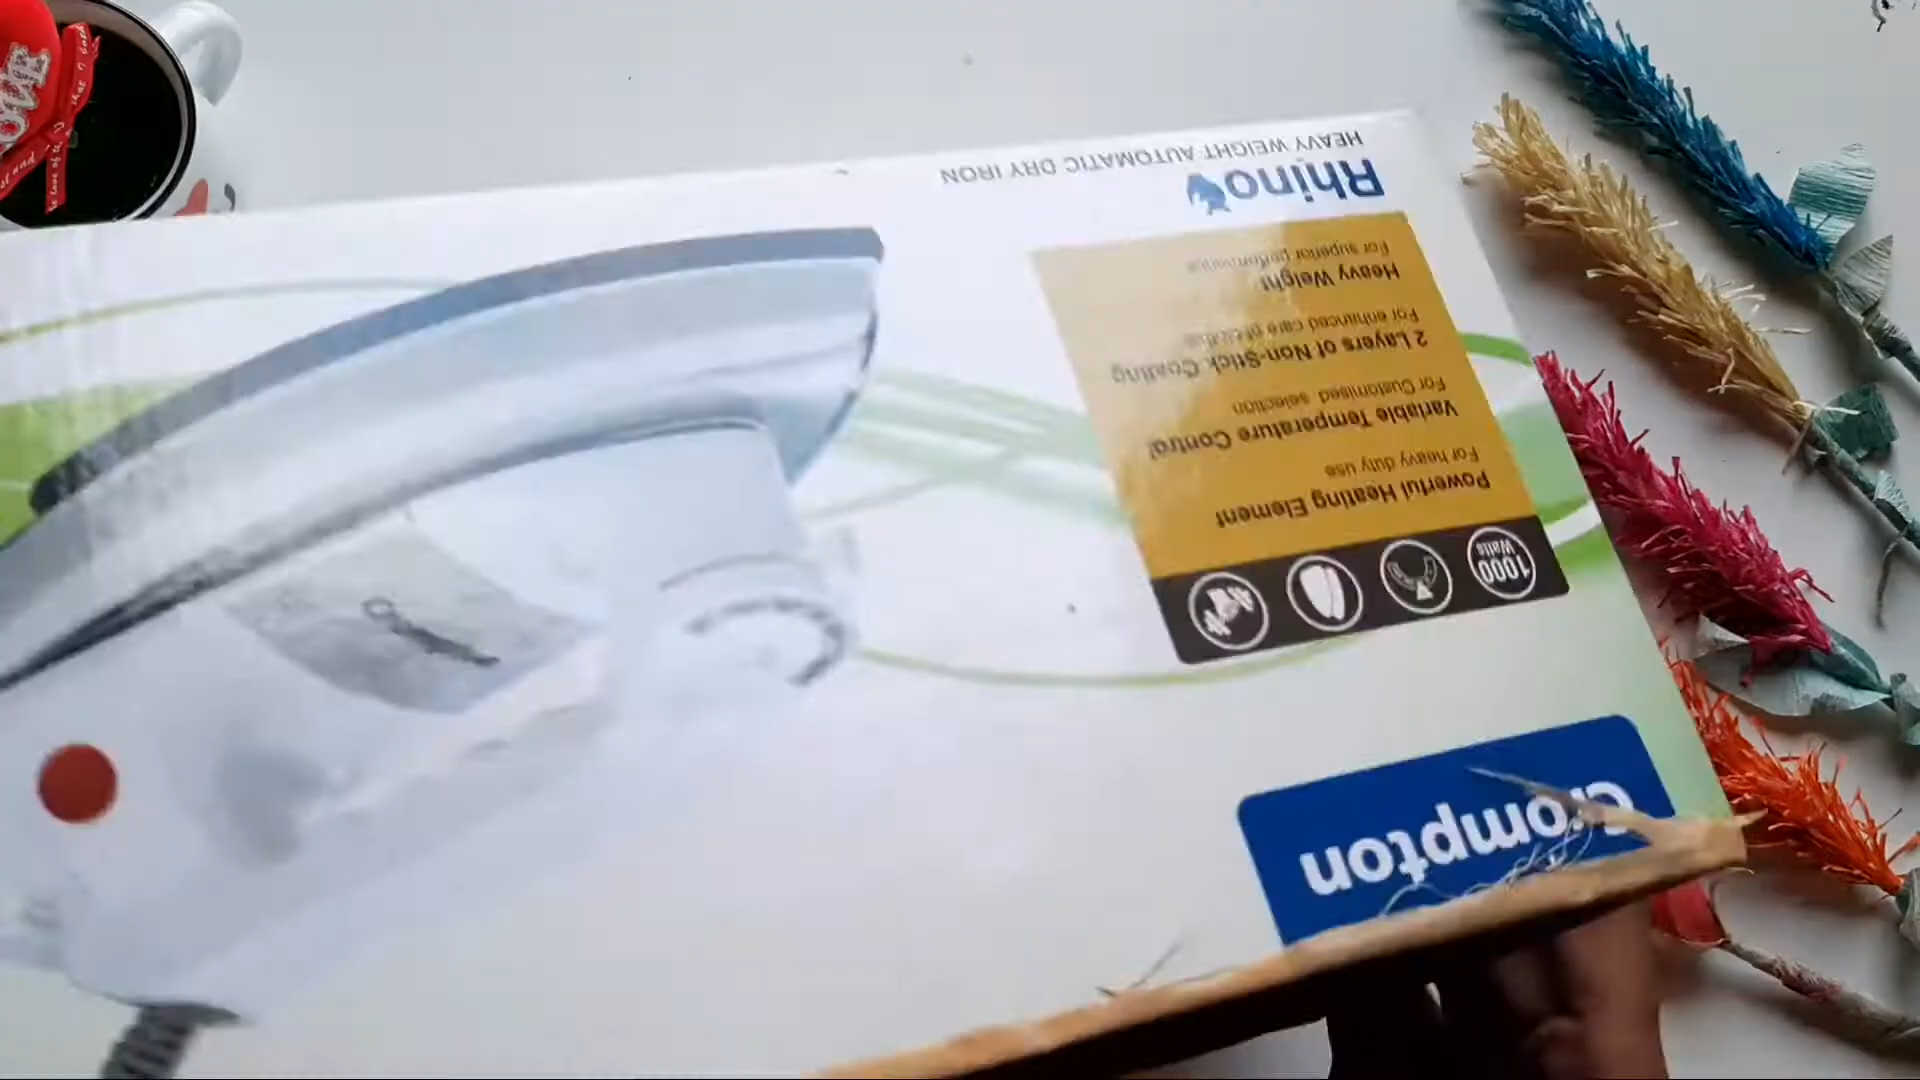 Crompton
1000
Watts
Powerful Heating Element
For heavy duty use
Variable Temperature Control
For Customised selection
2 Layers of Non-Stick Coating
For enhanced care of clothes
Heavy Weight
For superior performance
Rhino
HEAVY WEIGHT AUTOMATIC DRY IRON